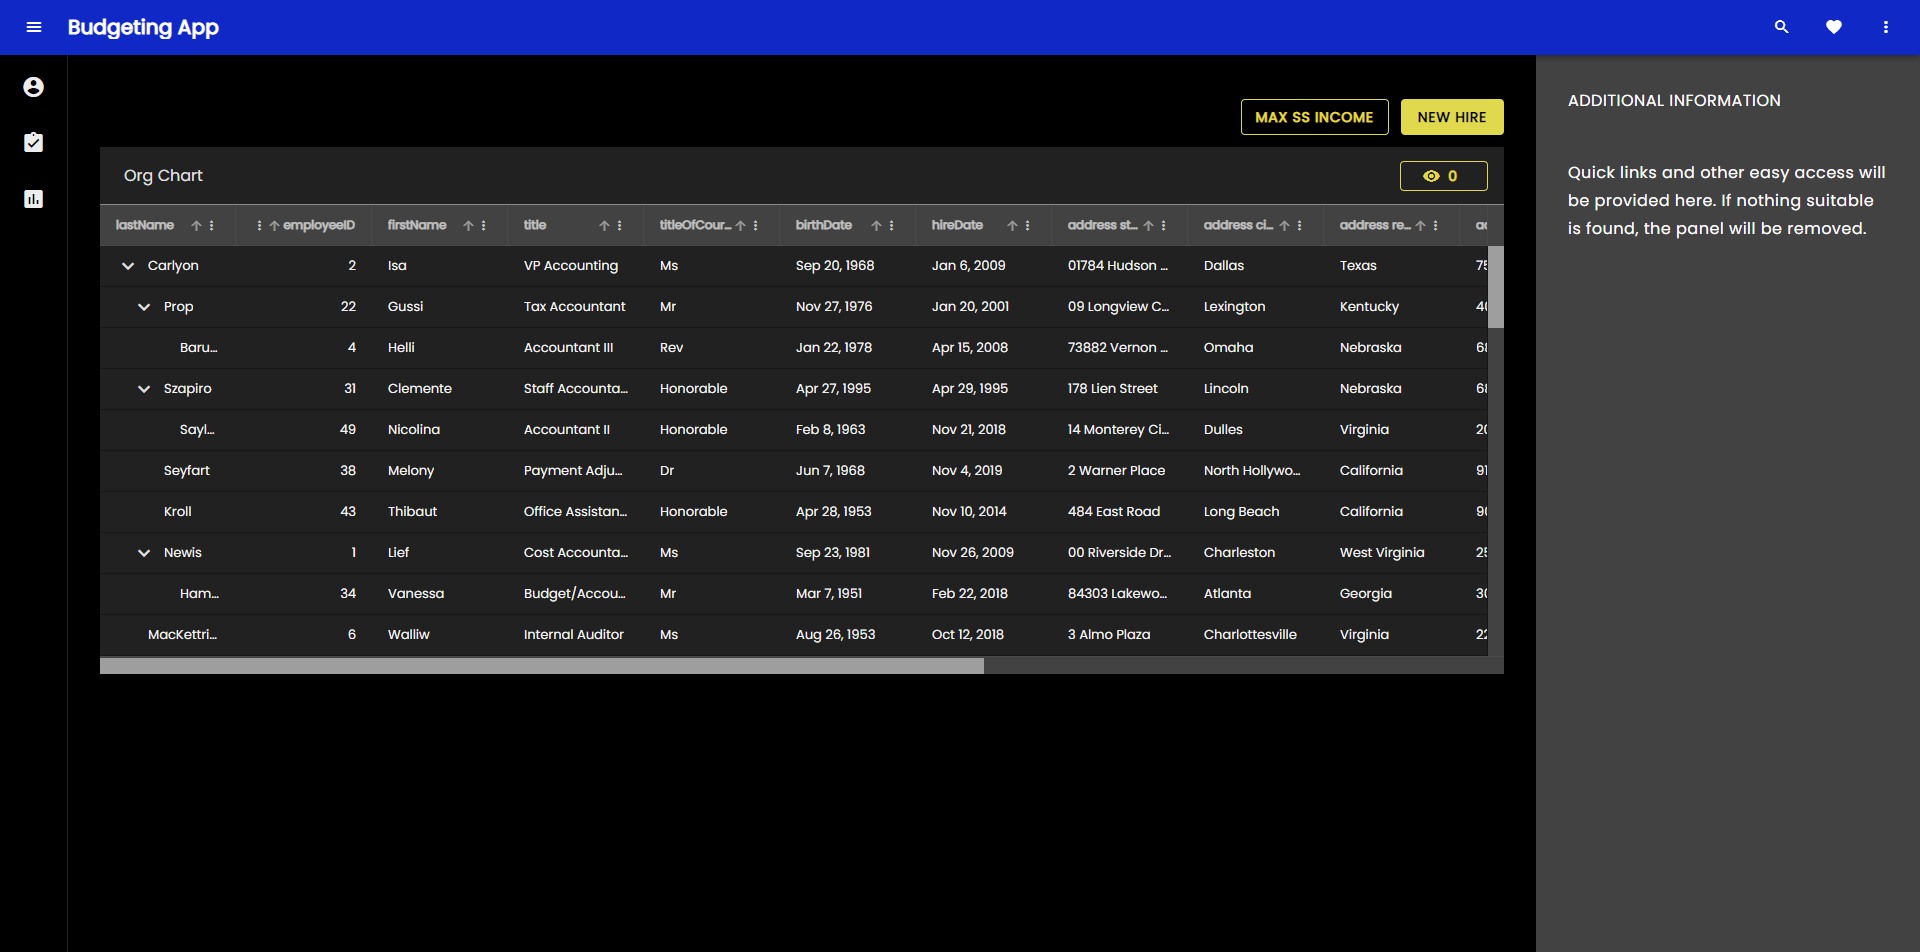 Budgeting App
MAX SS INCOME NEW HIRE
Org Chart 0
lastName employeeID firstName title titleOfCour... birthDate hireDate address st... address ci... address re...
Carlyon 2 Isa VP Accounting Ms Sep 20, 1968 Jan 6, 2009 01784 Hudson ... Dallas Texas
Prop 22 Gussi Tax Accountant Mr Nov 27, 1976 Jan 20, 2001 09 Longview C... Lexington Kentucky
Baru... 4 Helli Accountant III Rev Jan 22, 1978 Apr 15, 2008 73882 Vernon ... Omaha Nebraska
Szapiro 31 Clemente Staff Accounta... Honorable Apr 27, 1995 Apr 29, 1995 178 Lien Street Lincoln Nebraska
Sayl... 49 Nicolina Accountant II Honorable Feb 8, 1963 Nov 21, 2018 14 Monterey Ci... Dulles Virginia
Seyfart 38 Melony Payment Adju... Dr Jun 7, 1968 Nov 4, 2019 2 Warner Place North Hollywo... California
Kroll 43 Thibaut Office Assistan... Honorable Apr 28, 1953 Nov 10, 2014 484 East Road Long Beach California
Newis 1 Lief Cost Accounta... Ms Sep 23, 1981 Nov 26, 2009 00 Riverside Dr... Charleston West Virginia
Ham... 34 Vanessa Budget/Accou... Mr Mar 7, 1951 Feb 22, 2018 84303 Lakewo... Atlanta Georgia
MacKettri... 6 Walliw Internal Auditor Ms Aug 26, 1953 Oct 12, 2018 3 Almo Plaza Charlottesville Virginia
ADDITIONAL INFORMATION
Quick links and other easy access will
be provided here. If nothing suitable
is found, the panel will be removed.